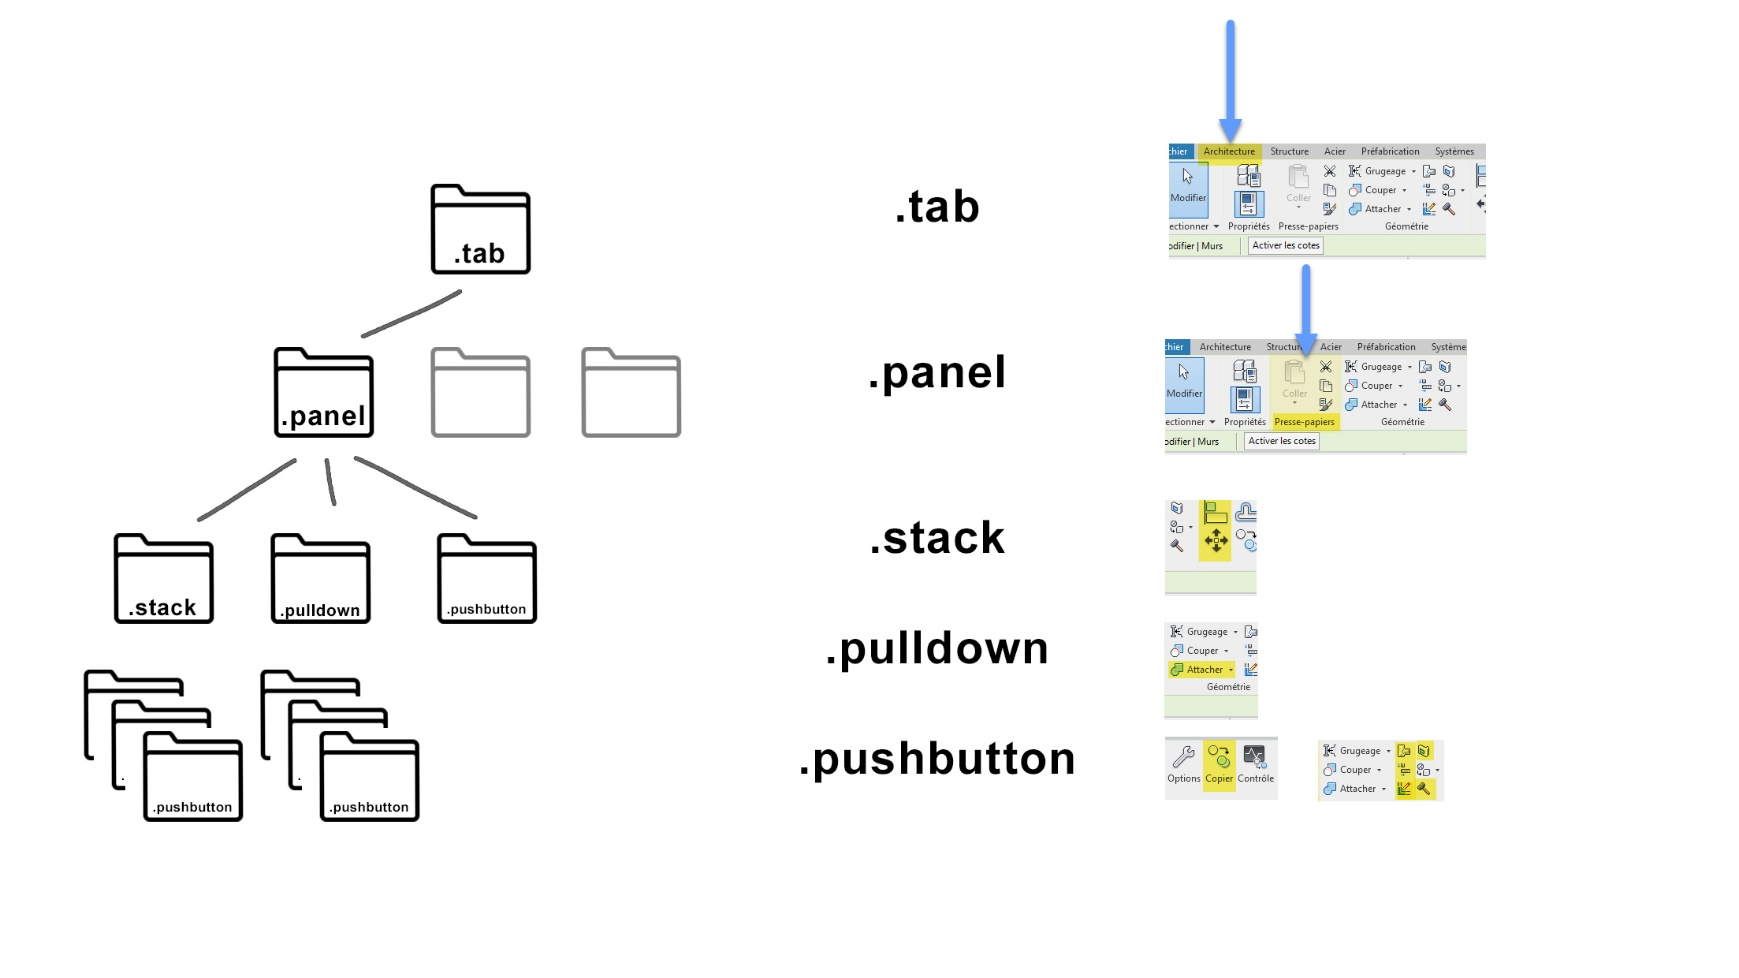 .tab
.panel
.stack
.pulldown
.pushbutton
.pushbutton
.pushbutton
.tab
chier Architecture Structure Acier Préfabrication Systèmes
Grugeage
Couper
Modifier Coller
Attacher
ectionner Propriétés Presse-papiers Géométrie
odifier | Murs Activer les cotes
.panel
chier Architecture Structure Acier Préfabrication Système
Grugeage
Couper
Modifier Coller
Attacher
ectionner Propriétés Presse-papiers Géométrie
odifier | Murs Activer les cotes
.stack
.pulldown
Grugeage
Couper
Attacher
Géométrie
.pushbutton
Options Copier Contrôle
Grugeage
Couper
Attacher